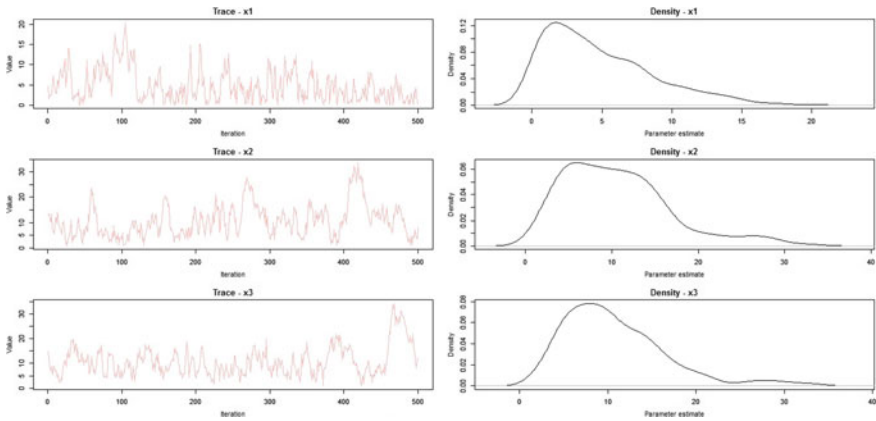 Trace - x1
Value
0 5 10 15 20
0 100 200 300 400 500
Iteration
Density - x1
Density
0.00 0.04 0.08 0.12
0 5 10 15 20
Parameter estimate
Trace - x2
Value
0 5 10 20 30
0 100 200 300 400 500
Iteration
Density - x2
Density
0.00 0.02 0.04 0.06
0 10 20 30 40
Parameter estimate
Trace - x3
Value
0 5 10 20 30
0 100 200 300 400 500
Iteration
Density - x3
Density
0.00 0.02 0.04 0.06 0.08
0 10 20 30 40
Parameter estimate